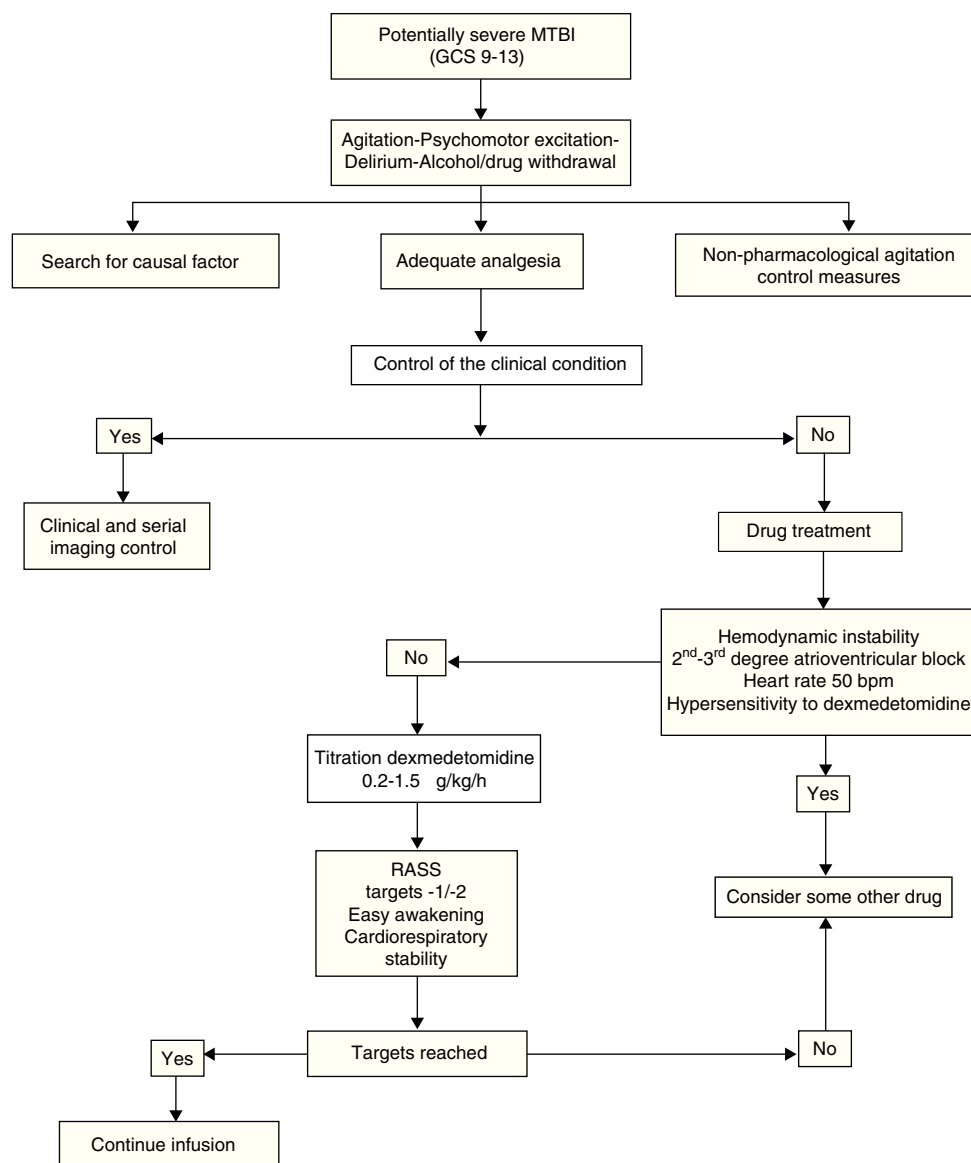 Potentially severe MTBI
(GCS 9-13)
Agitation-Psychomotor excitation-
Delirium-Alcohol/drug withdrawal
Search for causal factor
Adequate analgesia
Non-pharmacological agitation
control measures
Control of the clinical condition
Yes
No
Clinical and serial
imaging control
Drug treatment
Hemodynamic instability
2nd-3rd degree atrioventricular block
Heart rate 50 bpm
Hypersensitivity to dexmedetomidine
No
Titration dexmedetomidine
0.2-1.5 g/kg/h
Yes
RASS
targets -1/-2
Easy awakening
Cardiorespiratory
stability
Consider some other drug
Targets reached
Yes
No
Continue infusion